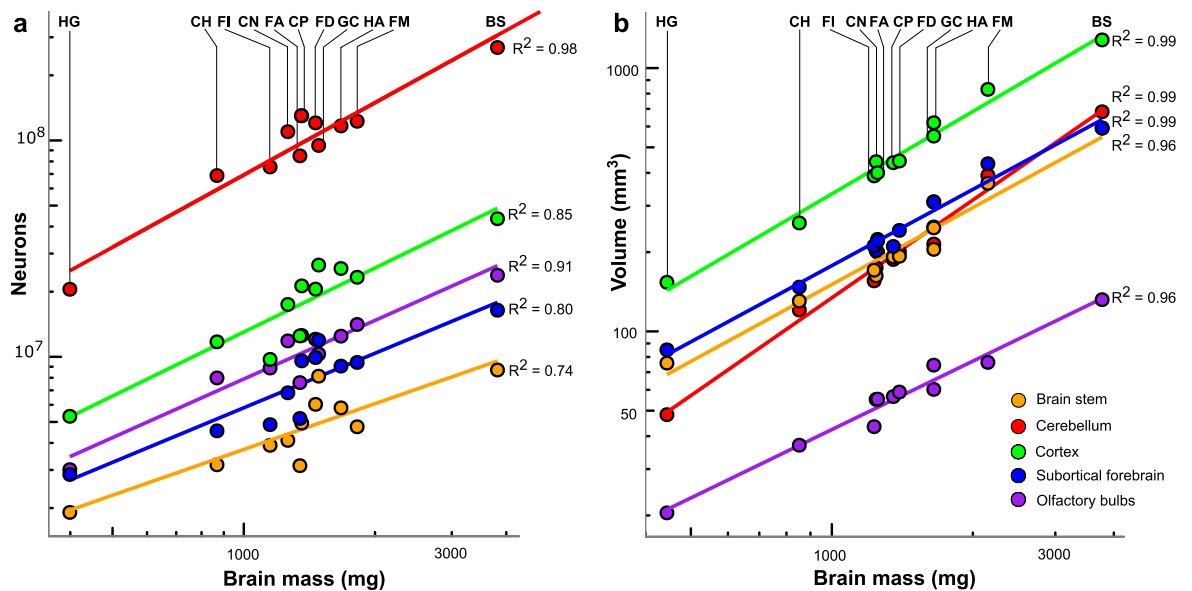 a
HG CH FI CN FA CP FD GC HA FM BS
R2 = 0.98
R2 = 0.85
R2 = 0.91
R2 = 0.80
R2 = 0.74
Neurons
10^8
10^7
1000 3000
Brain mass (mg)
b
HG CH FI CN FA CP FD GC HA FM BS
R2 = 0.99
R2 = 0.99
R2 = 0.99
R2 = 0.96
R2 = 0.96
Volume (mm3)
1000
100
50
Brain stem
Cerebellum
Cortex
Subortical forebrain
Olfactory bulbs
1000 3000
Brain mass (mg)